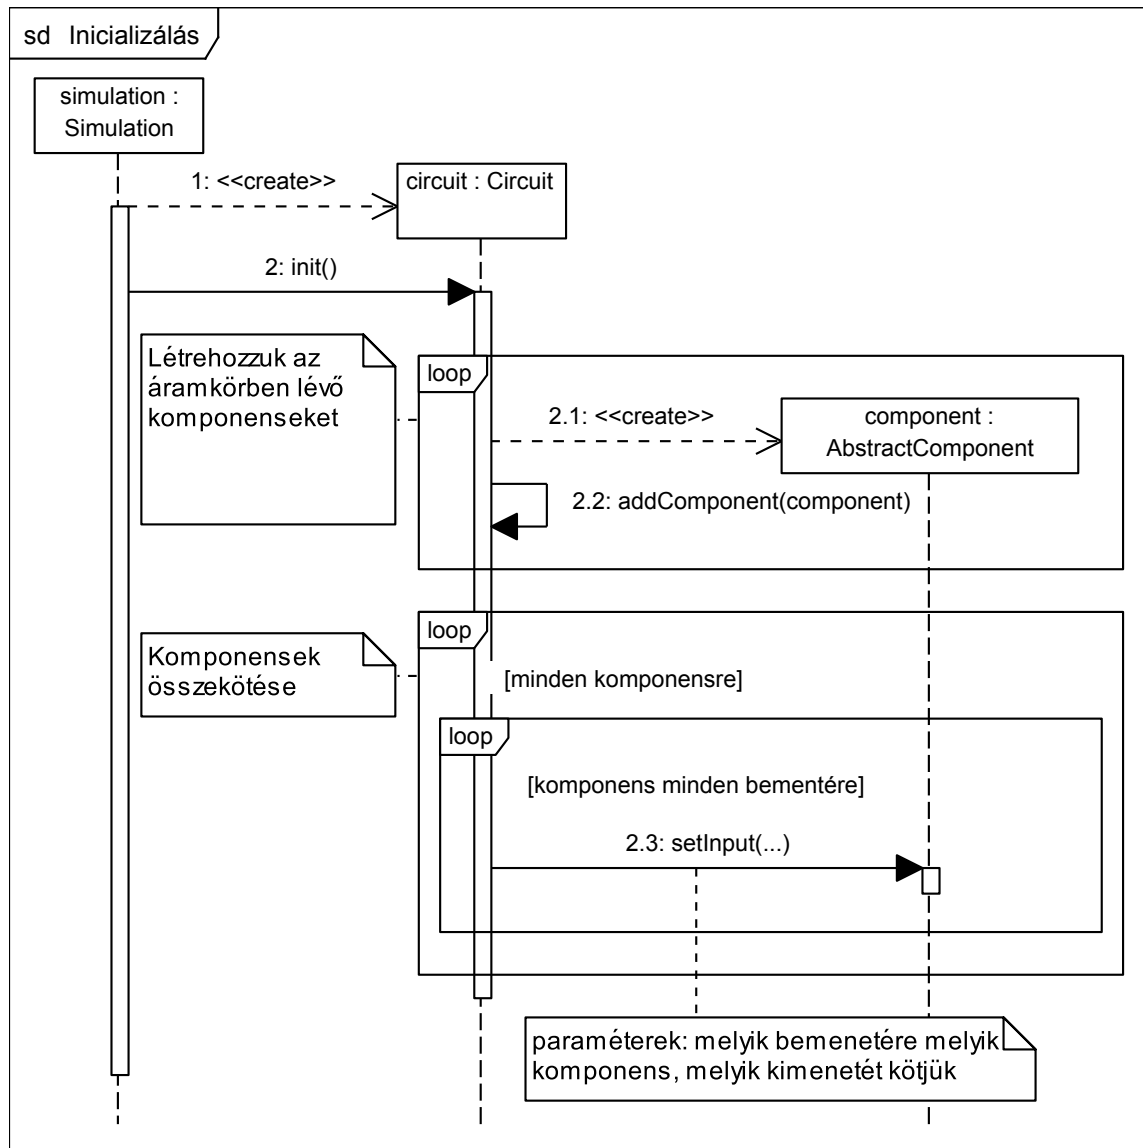 sd Inicializálás
simulation :
Simulation
1: <<create>>
circuit : Circuit
2: init()
Létrehozzuk az
áramkörben lévő
komponenseket
loop
2.1: <<create>>
component :
AbstractComponent
2.2: addComponent(component)
loop
Komponensek
összekötése
[minden komponensre]
loop
[komponens minden bementére]
2.3: setInput(...)
paraméterek: melyik bemenetére melyik
komponens, melyik kimenetét kötjük